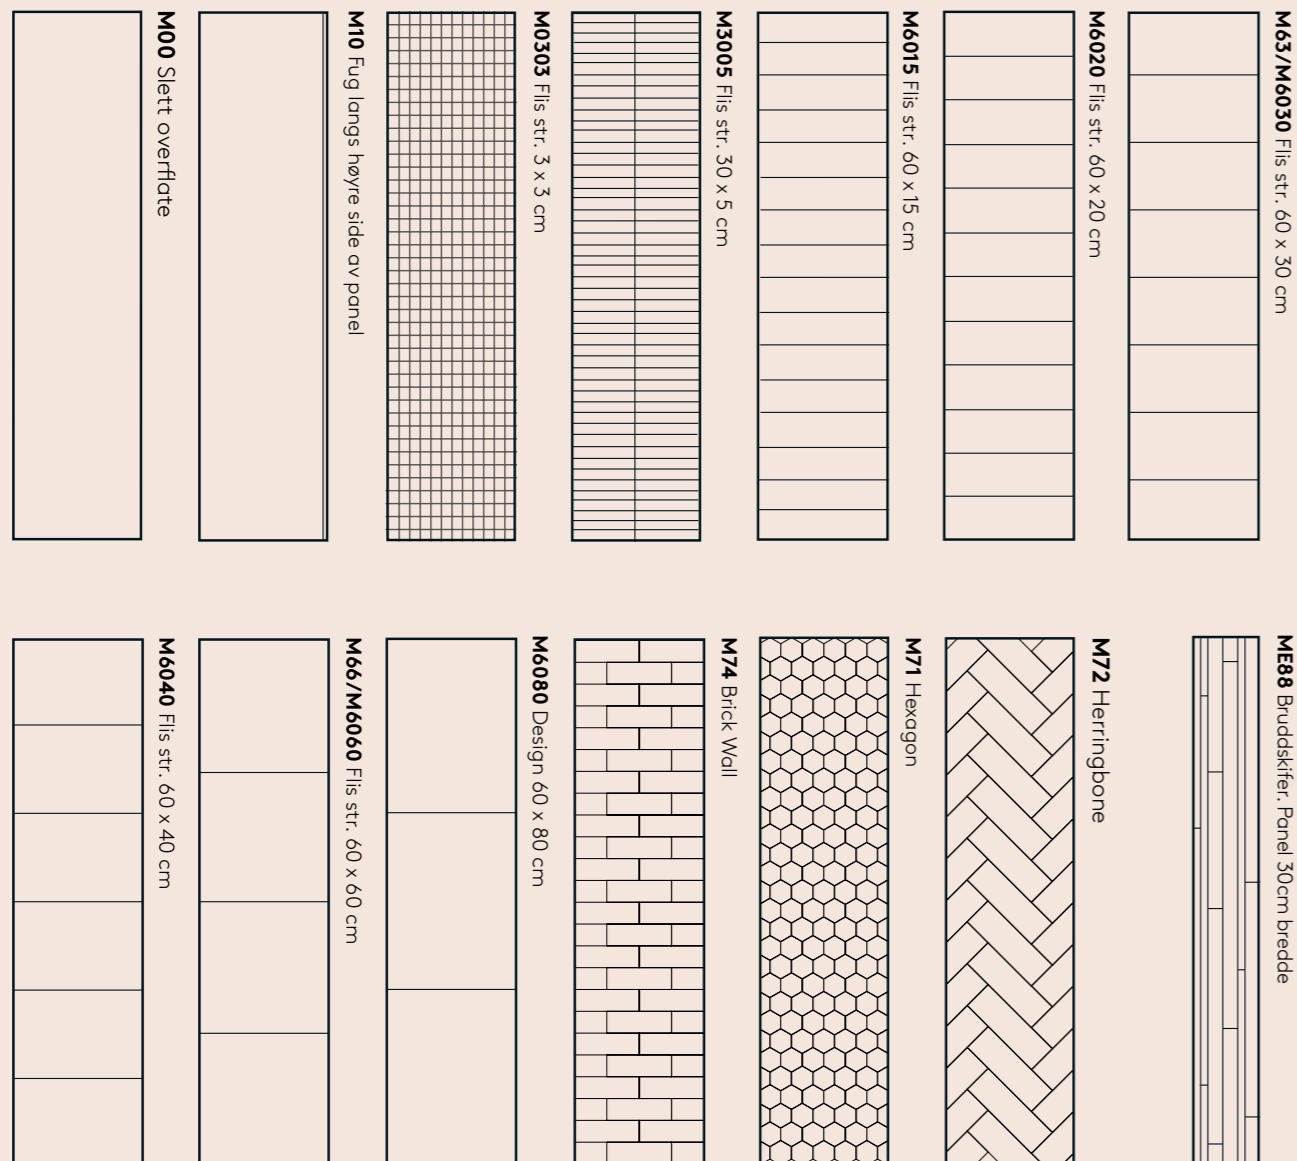 M00 Slett overflate
M10 Fug langs høyre side av panel
M0303 Flis str. 3 x 3 cm
M3005 Flis str. 30 x 5 cm
M6015 Flis str. 60 x 15 cm
M6020 Flis str. 60 x 20 cm
M63/M6030 Flis str. 60 x 30 cm
M6040 Flis str. 60 x 40 cm
M66/M6060 Flis str. 60 x 60 cm
M6080 Design 60 x 80 cm
M74 Brick Wall
M71 Hexagon
M72 Herringbone
ME88 Bruddskifer. Panel 30cm bredde